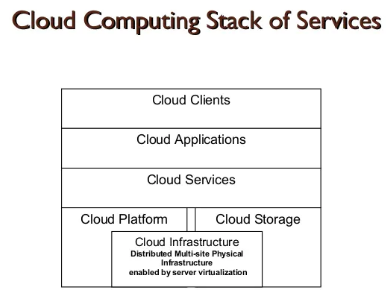 Cloud Computing Stack of Services
Cloud Clients
Cloud Applications
Cloud Services
Cloud Platform
Cloud Storage
Cloud Infrastructure
Distributed Multi-site Physical
Infrastructure
enabled by server virtualization